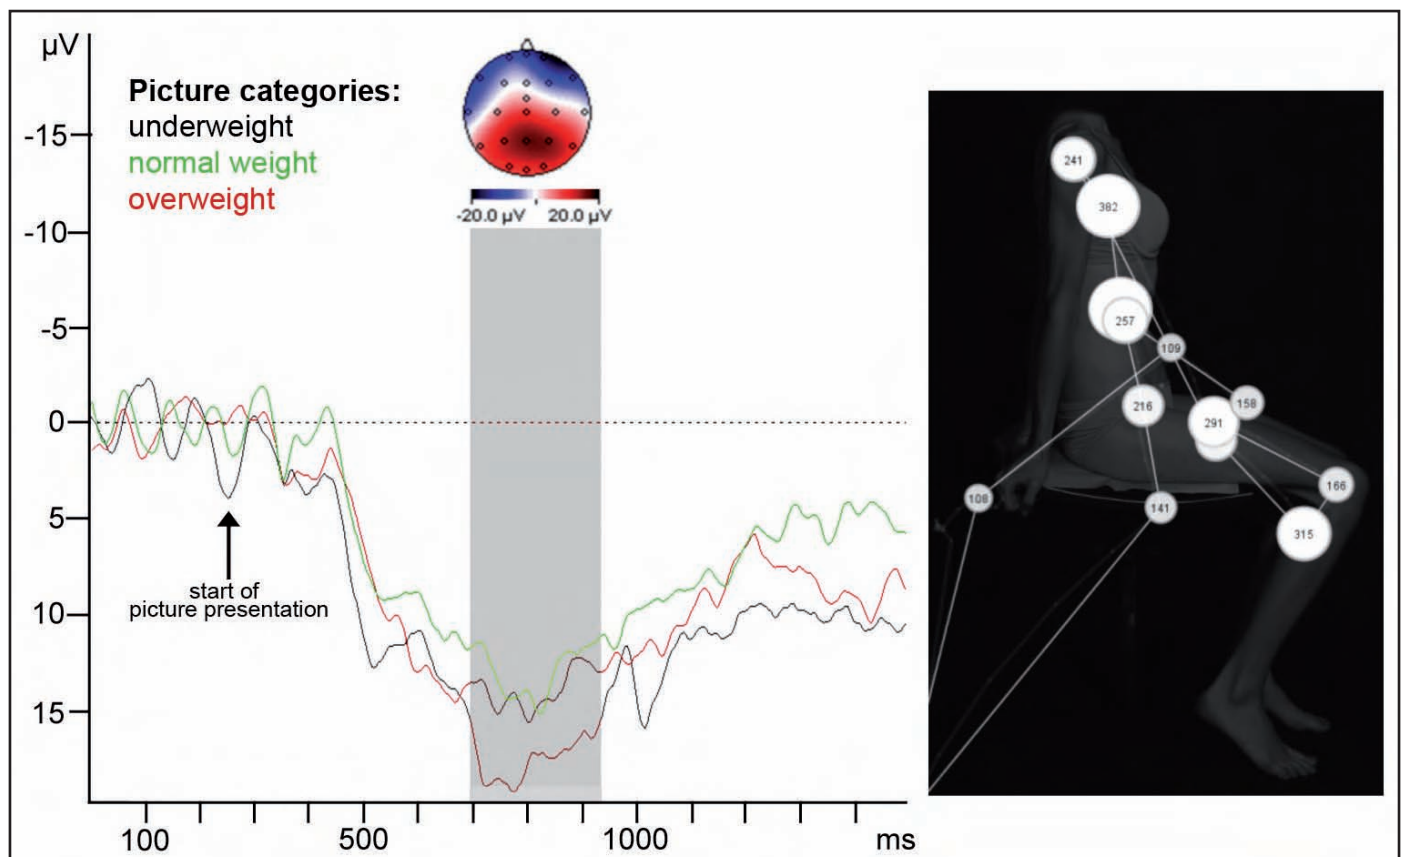 µV
Picture categories:
underweight
normal weight
overweight
-15
-10
-5
0
5
10
15
-20.0 µV 20.0 µV
start of
picture presentation
100 500 1000 ms
241
382
257
109
216
158
291
166
108
141
315